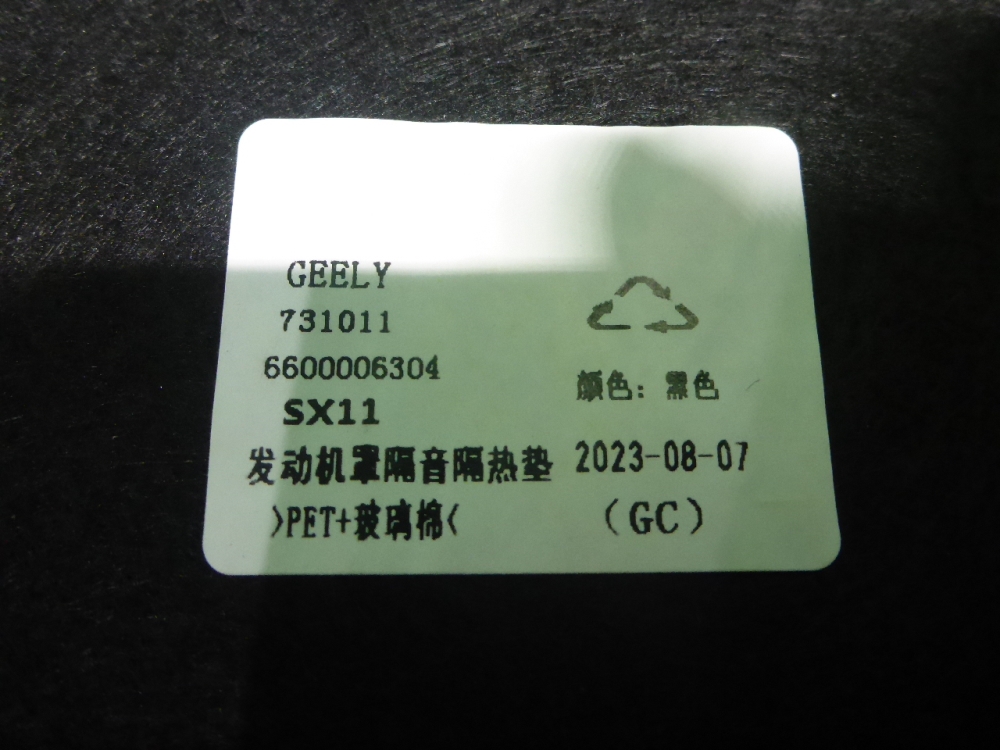 GEELY
731011
6600006304
SX11
颜色：黑色
发动机罩隔音隔热垫
2023-08-07
>PET+玻璃棉<
（GC）